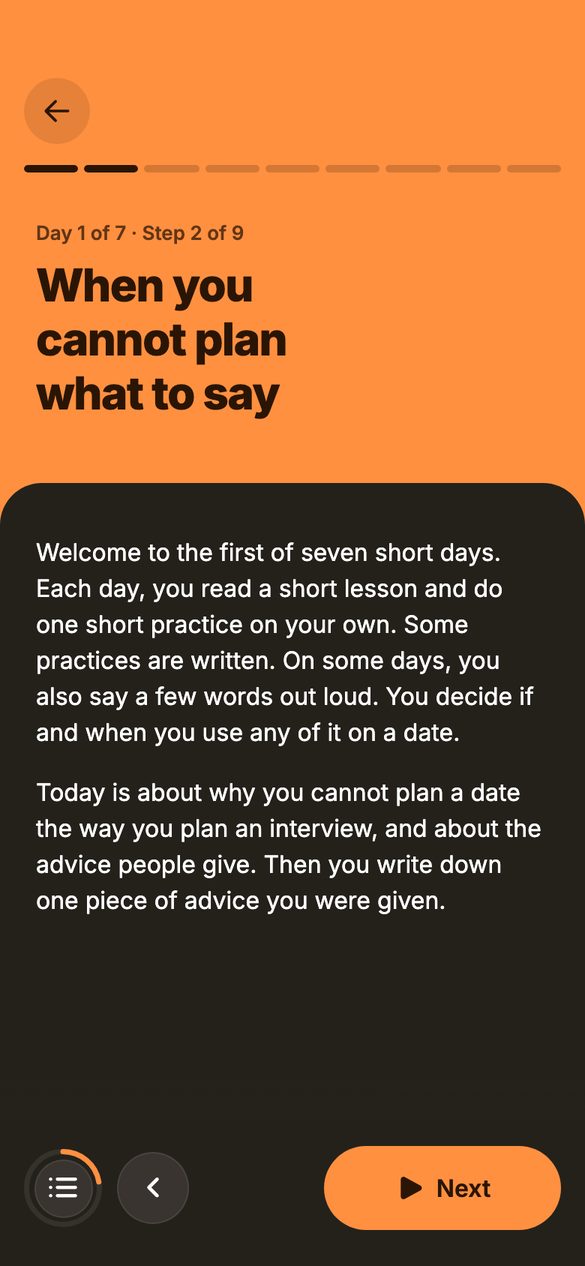 Day 1 of 7 · Step 2 of 9
When you
cannot plan
what to say
Welcome to the first of seven short days.
Each day, you read a short lesson and do
one short practice on your own. Some
practices are written. On some days, you
also say a few words out loud. You decide if
and when you use any of it on a date.
Today is about why you cannot plan a date
the way you plan an interview, and about the
advice people give. Then you write down
one piece of advice you were given.
Next